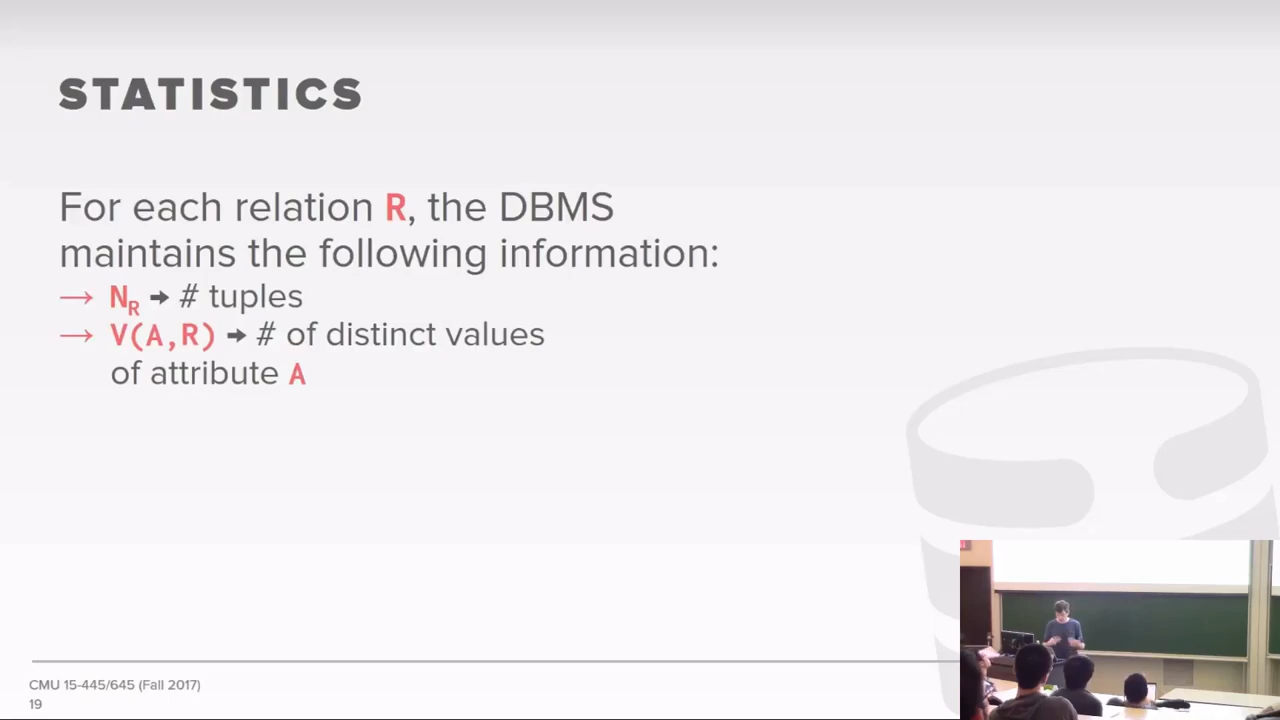 STATISTICS
For each relation R, the DBMS
maintains the following information:
→ N_R ➡ # tuples
→ V(A,R) ➡ # of distinct values
of attribute A
CMU 15-445/645 (Fall 2017)
19